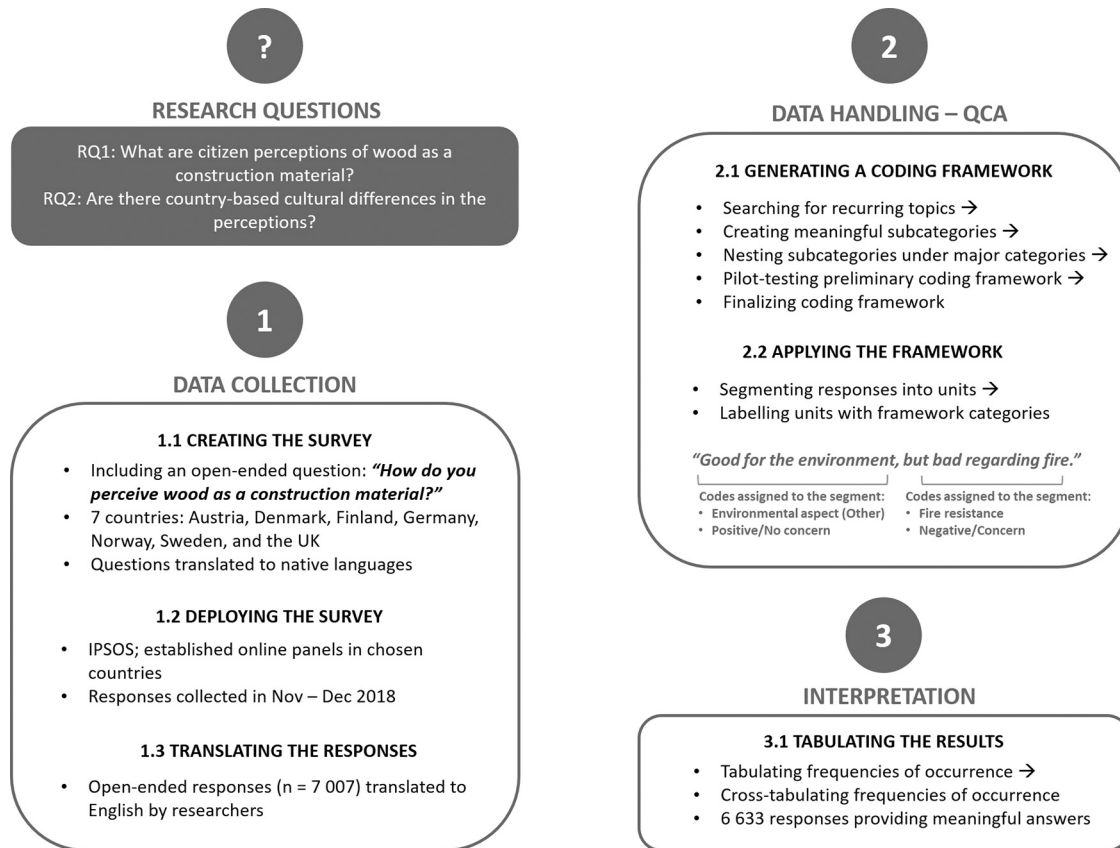 ?
RESEARCH QUESTIONS
RQ1: What are citizen perceptions of wood as a
construction material?
RQ2: Are there country-based cultural differences in the
perceptions?
1
DATA COLLECTION
1.1 CREATING THE SURVEY
• Including an open-ended question: “How do you
perceive wood as a construction material?”
• 7 countries: Austria, Denmark, Finland, Germany,
Norway, Sweden, and the UK
• Questions translated to native languages
1.2 DEPLOYING THE SURVEY
• IPSOS; established online panels in chosen
countries
• Responses collected in Nov – Dec 2018
1.3 TRANSLATING THE RESPONSES
• Open-ended responses (n = 7 007) translated to
English by researchers
2
DATA HANDLING – QCA
2.1 GENERATING A CODING FRAMEWORK
• Searching for recurring topics →
• Creating meaningful subcategories →
• Nesting subcategories under major categories →
• Pilot-testing preliminary coding framework →
• Finalizing coding framework
2.2 APPLYING THE FRAMEWORK
• Segmenting responses into units →
• Labelling units with framework categories
“Good for the environment, but bad regarding fire.”
Codes assigned to the segment:
• Environmental aspect (Other)
• Positive/No concern
Codes assigned to the segment:
• Fire resistance
• Negative/Concern
3
INTERPRETATION
3.1 TABULATING THE RESULTS
• Tabulating frequencies of occurrence →
• Cross-tabulating frequencies of occurrence
• 6 633 responses providing meaningful answers